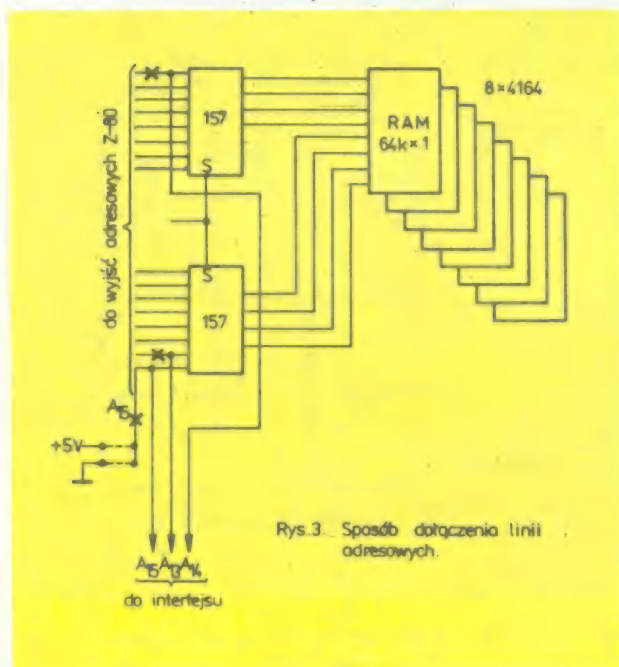 do wyjść adresowych Z-80
157
S
S
157
RAM
64k×1
8×4164
A15
+5V
A15 A13 A14
do interfejsu
Rys.3. Sposób dołączenia linii
adresowych.